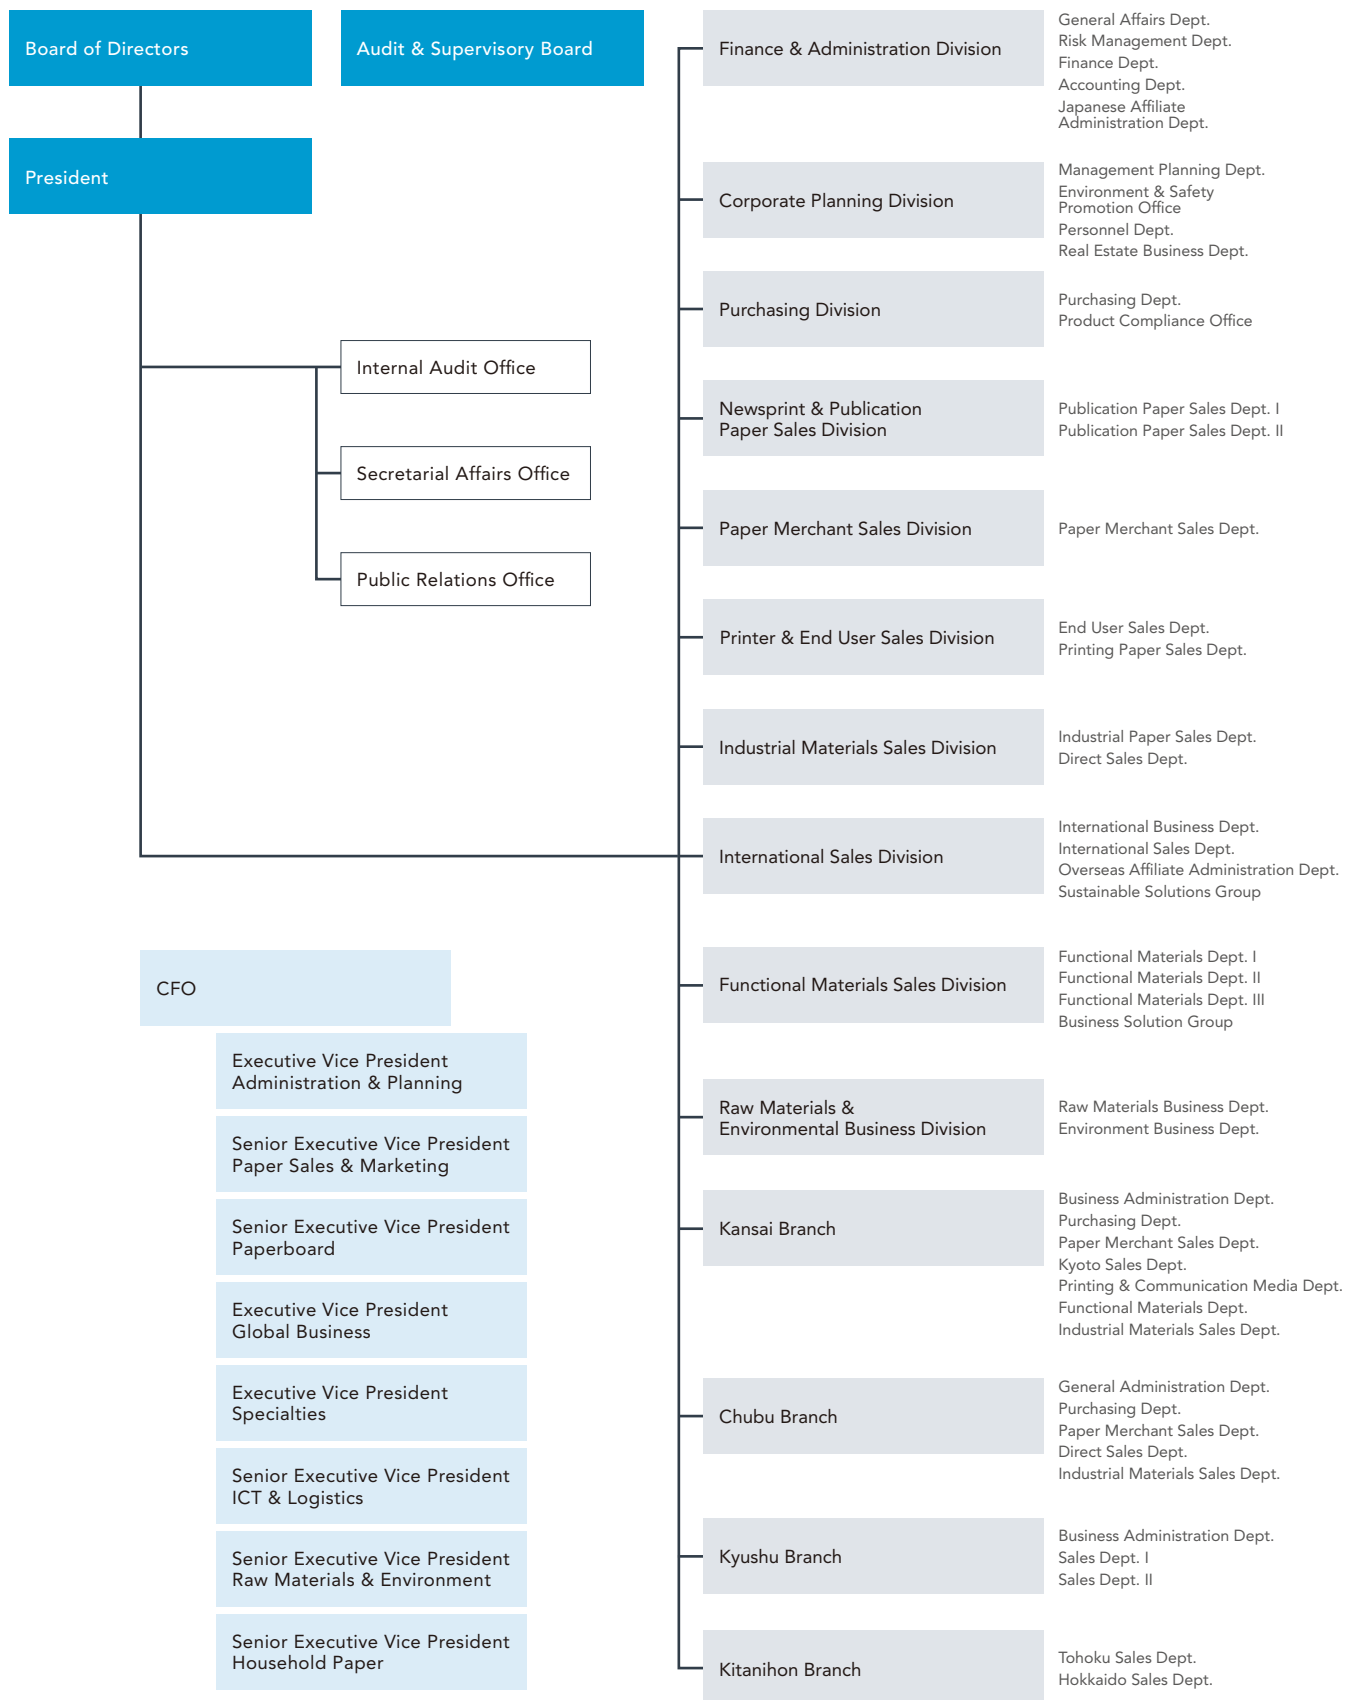 Board of Directors
Audit & Supervisory Board
President
Internal Audit Office
Secretarial Affairs Office
Public Relations Office
CFO
Executive Vice President
Administration & Planning
Senior Executive Vice President
Paper Sales & Marketing
Senior Executive Vice President
Paperboard
Executive Vice President
Global Business
Executive Vice President
Specialties
Senior Executive Vice President
ICT & Logistics
Senior Executive Vice President
Raw Materials & Environment
Senior Executive Vice President
Household Paper
Finance & Administration Division
General Affairs Dept.
Risk Management Dept.
Finance Dept.
Accounting Dept.
Japanese Affiliate
Administration Dept.
Corporate Planning Division
Management Planning Dept.
Environment & Safety
Promotion Office
Personnel Dept.
Real Estate Business Dept.
Purchasing Division
Purchasing Dept.
Product Compliance Office
Newsprint & Publication
Paper Sales Division
Publication Paper Sales Dept. I
Publication Paper Sales Dept. II
Paper Merchant Sales Division
Paper Merchant Sales Dept.
Printer & End User Sales Division
End User Sales Dept.
Printing Paper Sales Dept.
Industrial Materials Sales Division
Industrial Paper Sales Dept.
Direct Sales Dept.
International Sales Division
International Business Dept.
International Sales Dept.
Overseas Affiliate Administration Dept.
Sustainable Solutions Group
Functional Materials Sales Division
Functional Materials Dept. I
Functional Materials Dept. II
Functional Materials Dept. III
Business Solution Group
Raw Materials &
Environmental Business Division
Raw Materials Business Dept.
Environment Business Dept.
Kansai Branch
Business Administration Dept.
Purchasing Dept.
Paper Merchant Sales Dept.
Kyoto Sales Dept.
Printing & Communication Media Dept.
Functional Materials Dept.
Industrial Materials Sales Dept.
Chubu Branch
General Administration Dept.
Purchasing Dept.
Paper Merchant Sales Dept.
Direct Sales Dept.
Industrial Materials Sales Dept.
Kyushu Branch
Business Administration Dept.
Sales Dept. I
Sales Dept. II
Kitanihon Branch
Tohoku Sales Dept.
Hokkaido Sales Dept.